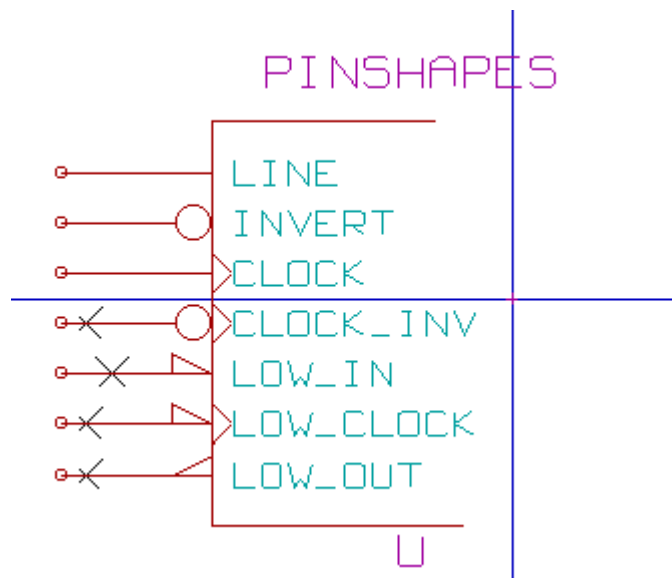 PINSHAPES
LINE
INVERT
CLOCK
CLOCK_INV
LOW_IN
LOW_CLOCK
LOW_OUT
U